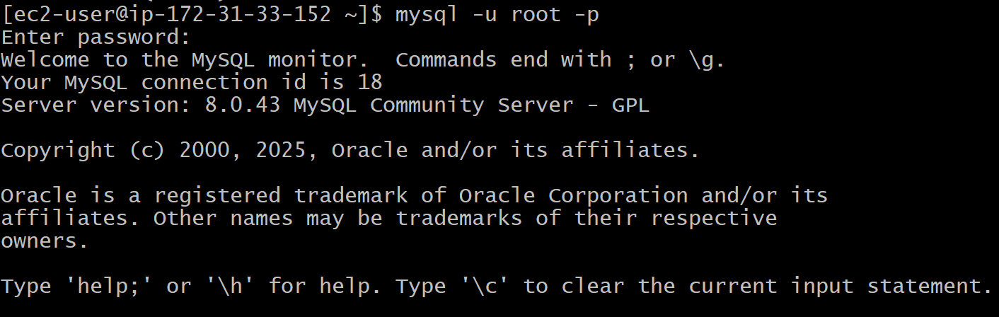 [ec2-user@ip-172-31-33-152 ~]$ mysql -u root -p
Enter password:
Welcome to the MySQL monitor.  Commands end with ; or \g.
Your MySQL connection id is 18
Server version: 8.0.43 MySQL Community Server - GPL
Copyright (c) 2000, 2025, Oracle and/or its affiliates.
Oracle is a registered trademark of Oracle Corporation and/or its
affiliates. Other names may be trademarks of their respective
owners.
Type 'help;' or '\h' for help. Type '\c' to clear the current input statement.